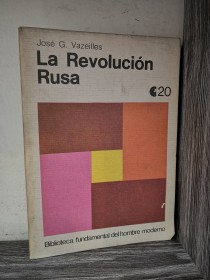 José G. Vazeilles
La Revolución
Rusa
20
Biblioteca fundamental del hombre moderno